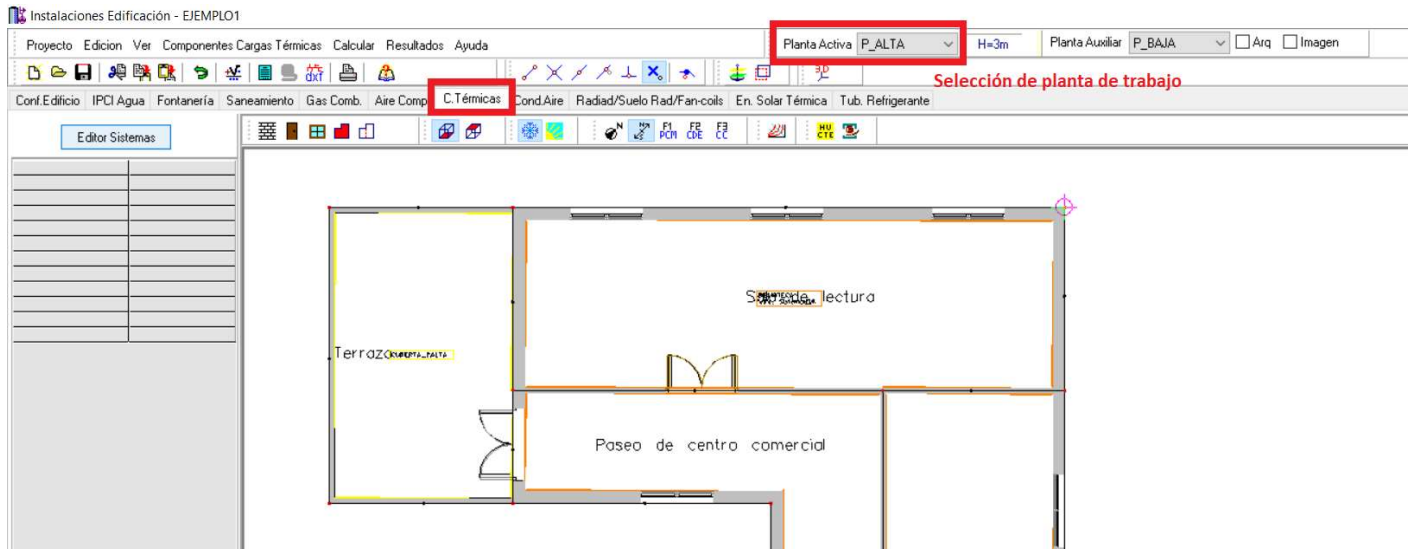 Instalaciones Edificación - EJEMPLO1
Proyecto Edicion Ver Componentes Cargas Térmicas Calcular Resultados Ayuda
Planta Activa P_ALTA H=3m Planta Auxiliar P_BAJA Arq Imagen
dxf 3D
Selección de planta de trabajo
Conf.Edificio IPCI Agua Fontanería Saneamiento Gas Comb. Aire Comp C.Térmicas Cond.Aire Radiad/Suelo Rad/Fan-coils En. Solar Térmica Tub. Refrigerante
Editor Sistemas
N F1 PCM F2 CDE F3 CC HU CTE
lectura
Terraza
Paseo de centro comercial